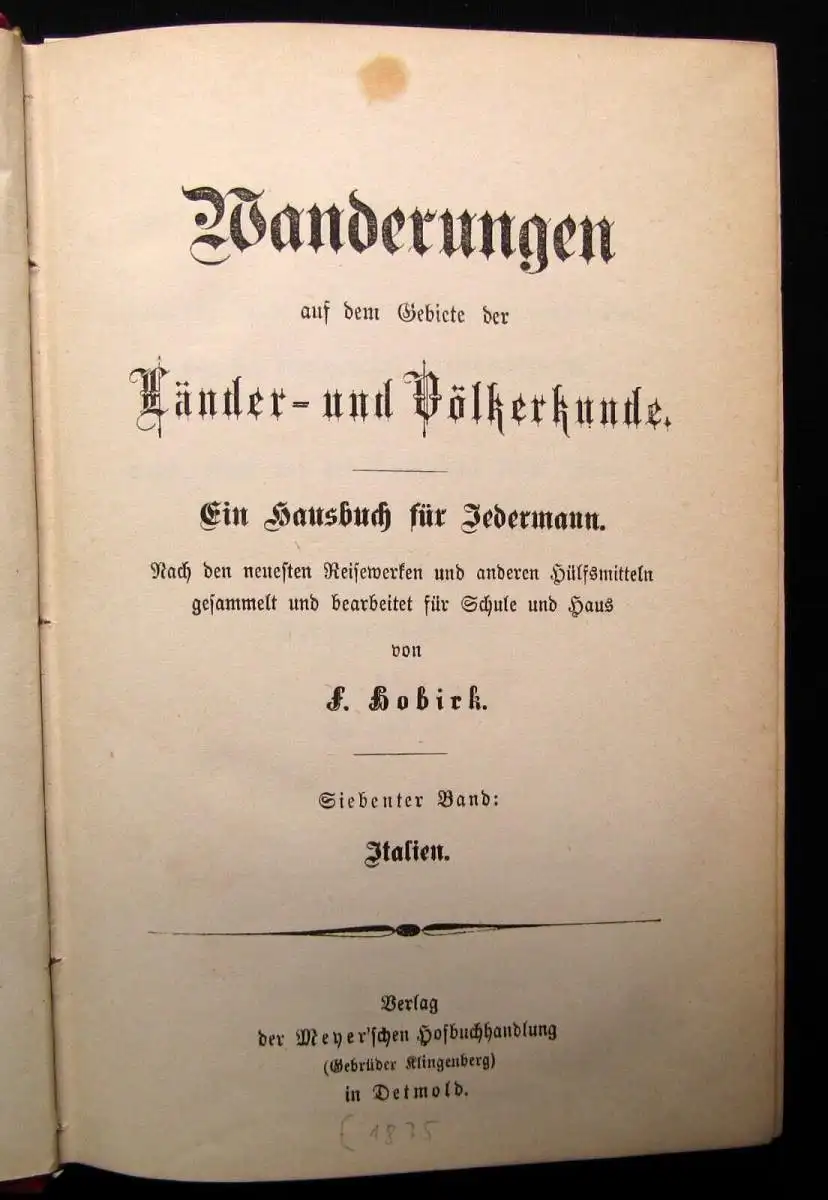 Wanderungen
auf dem Gebiete der
Länder- und Völkerkunde.
Ein Hausbuch für Jedermann.
Nach den neuesten Reisewerken und anderen Hülfsmitteln
gesammelt und bearbeitet für Schule und Haus
von
F. Hobirk.
Siebenter Band:
Italien.
Verlag
der Meyer'schen Hofbuchhandlung
(Gebrüder Klingenberg)
in Detmold.